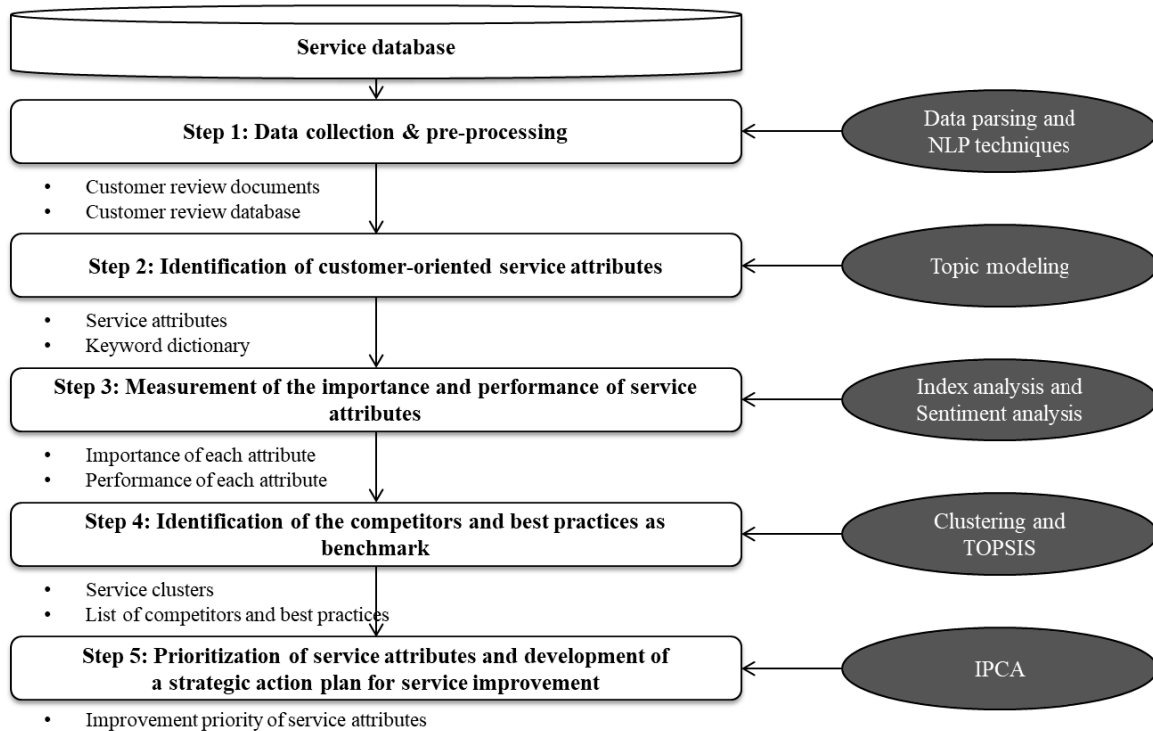 Service database
Step 1: Data collection & pre-processing
Data parsing and
NLP techniques
• Customer review documents
• Customer review database
Step 2: Identification of customer-oriented service attributes
Topic modeling
• Service attributes
• Keyword dictionary
Step 3: Measurement of the importance and performance of service
attributes
Index analysis and
Sentiment analysis
• Importance of each attribute
• Performance of each attribute
Step 4: Identification of the competitors and best practices as
benchmark
Clustering and
TOPSIS
• Service clusters
• List of competitors and best practices
Step 5: Prioritization of service attributes and development of
a strategic action plan for service improvement
IPCA
• Improvement priority of service attributes